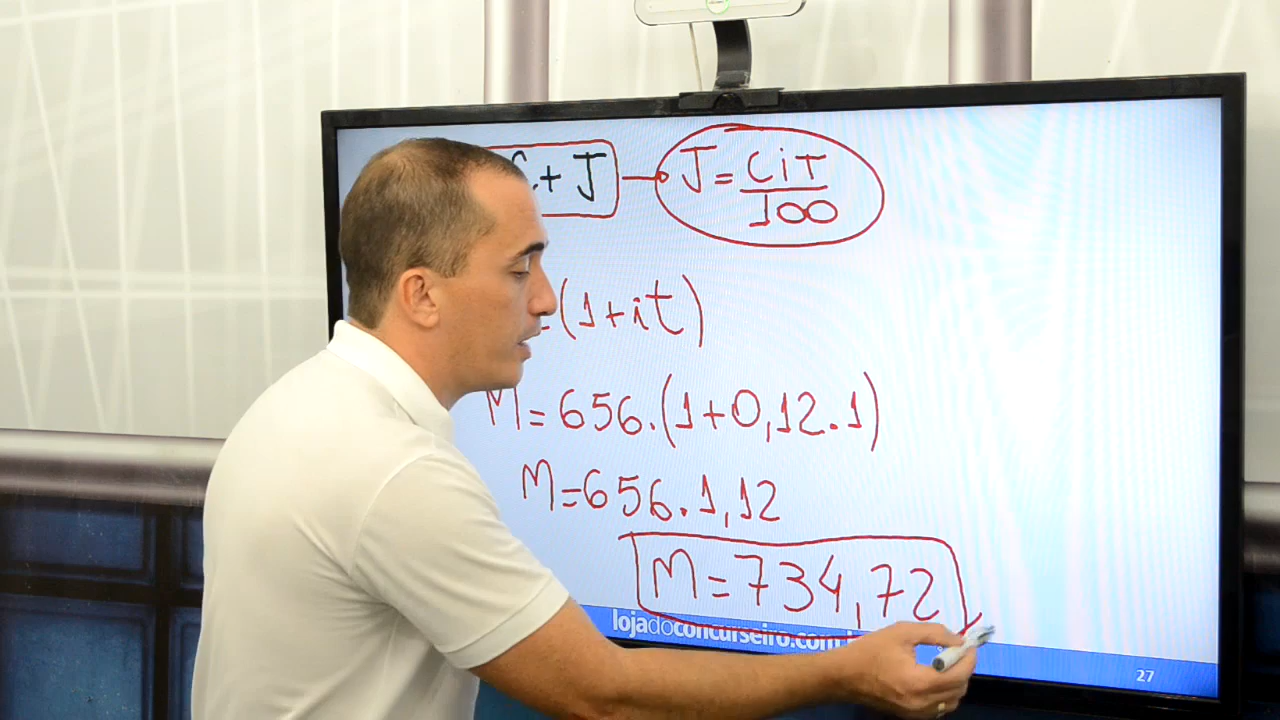 C+J J=CiT/100
=(1+it)
M=656.(1+0,12.1)
M=656.1,12
M=734,72
lojadoconcurseiro.com
27